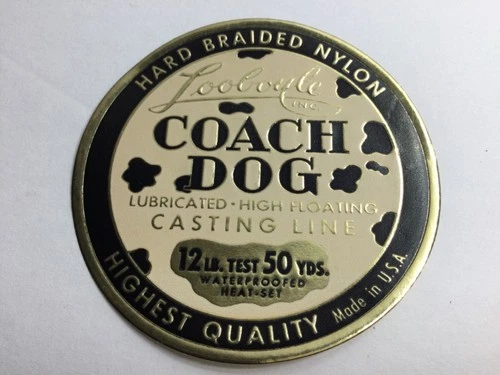 HARD BRAIDED NYLON
INC.
COACH
DOG
LUBRICATED · HIGH FLOATING
CASTING LINE
12 LB. TEST 50 YDS.
WATERPROOFED
HEAT-SET
HIGHEST QUALITY Made in U.S.A.